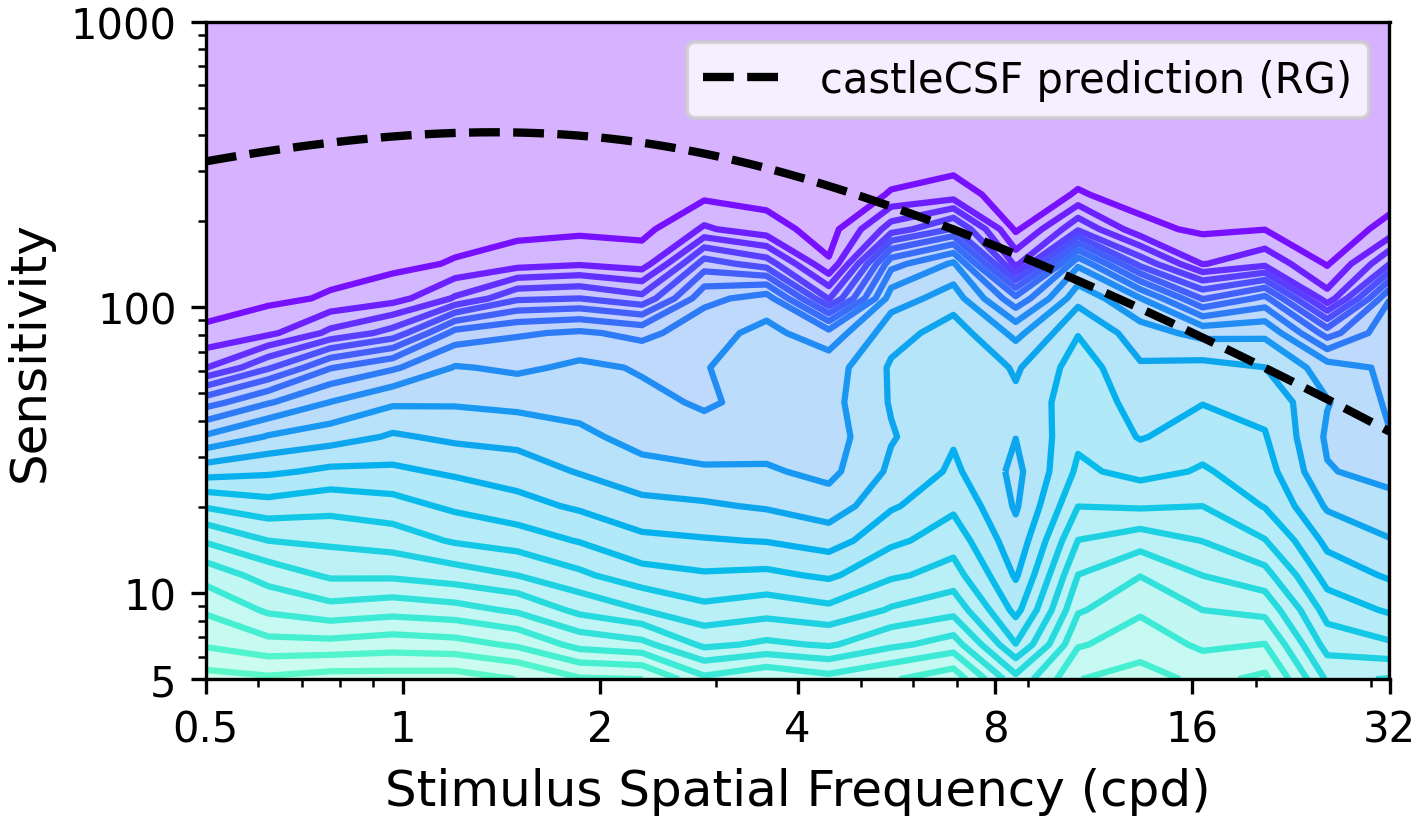 1000
100
10
5
Sensitivity
castleCSF prediction (RG)
0.5 1 2 4 8 16 32
Stimulus Spatial Frequency (cpd)